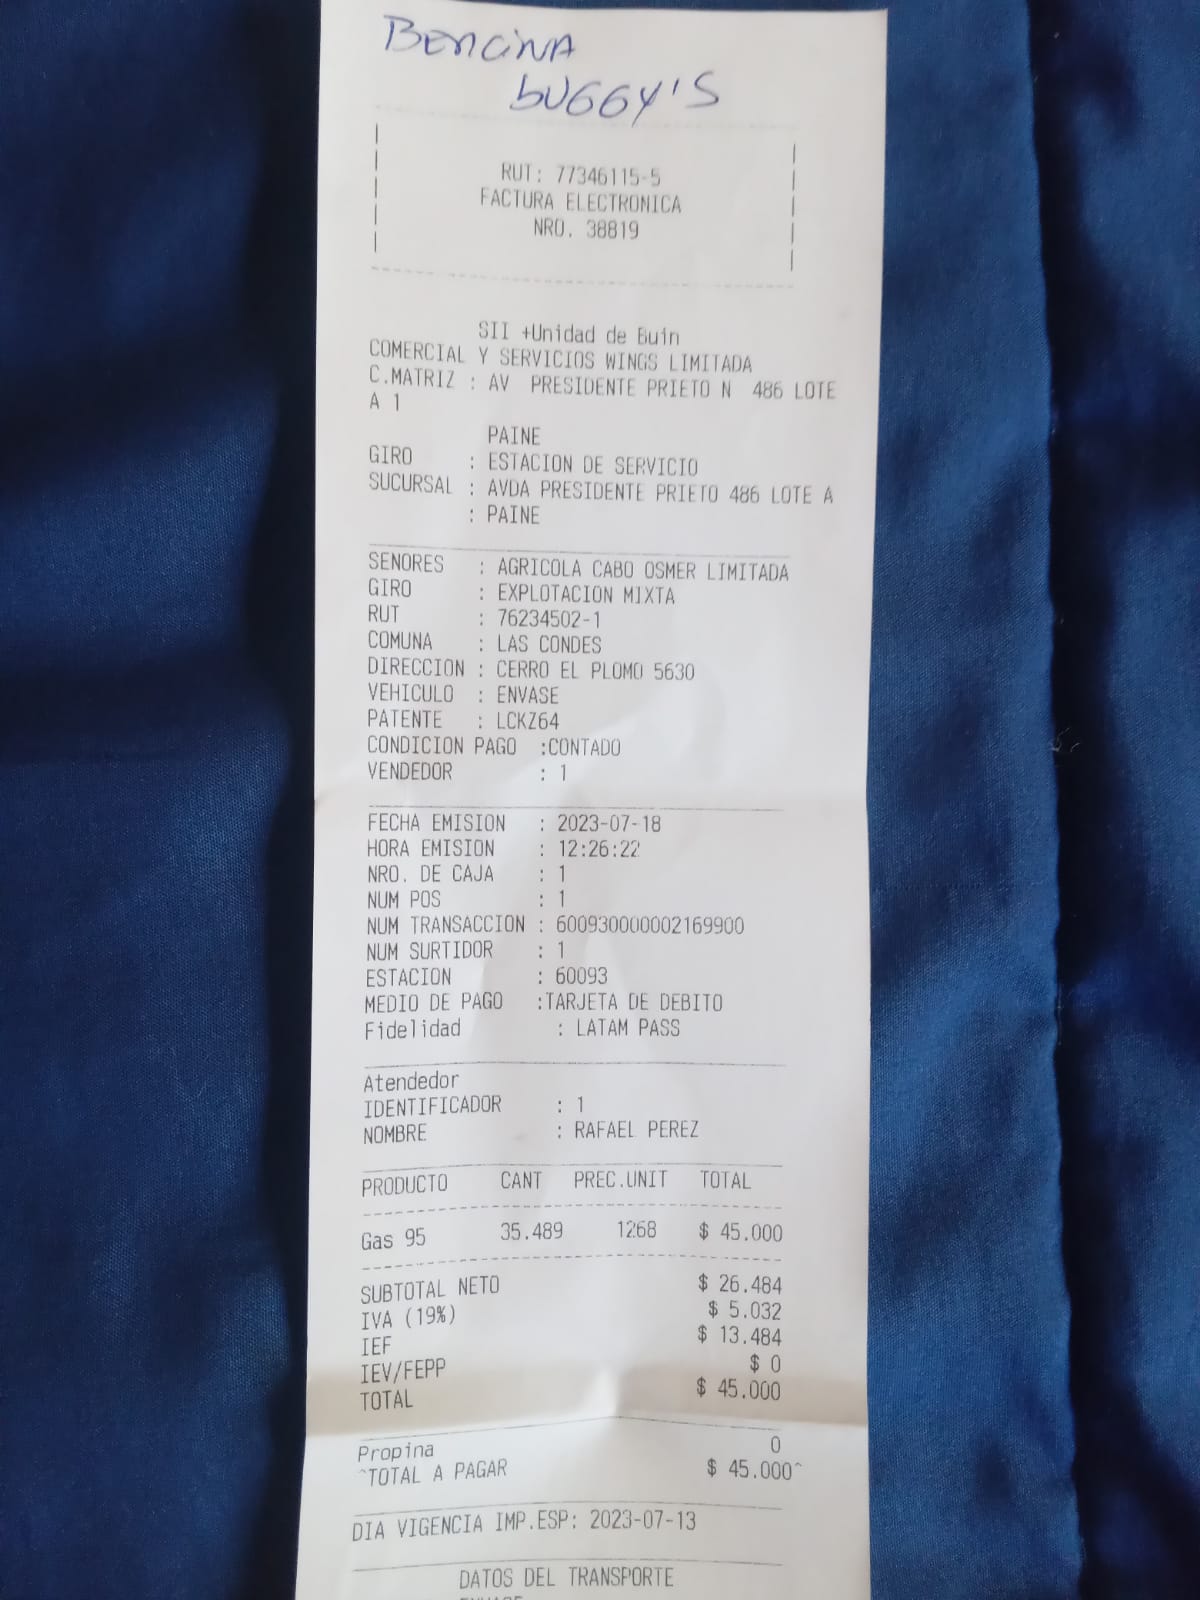 BENCINA
BUGGY'S
RUT: 77346115-5
FACTURA ELECTRONICA
NRO. 38819
SII +Unidad de Buin
COMERCIAL Y SERVICIOS WINGS LIMITADA
C.MATRIZ : AV PRESIDENTE PRIETO N 486 LOTE
A 1
PAINE
GIRO : ESTACION DE SERVICIO
SUCURSAL : AVDA PRESIDENTE PRIETO 486 LOTE A
: PAINE
SENORES : AGRICOLA CABO OSMER LIMITADA
GIRO : EXPLOTACION MIXTA
RUT : 76234502-1
COMUNA : LAS CONDES
DIRECCION : CERRO EL PLOMO 5630
VEHICULO : ENVASE
PATENTE : LCKZ64
CONDICION PAGO :CONTADO
VENDEDOR : 1
FECHA EMISION : 2023-07-18
HORA EMISION : 12:26:22
NRO. DE CAJA : 1
NUM POS : 1
NUM TRANSACCION : 600930000002169900
NUM SURTIDOR : 1
ESTACION : 60093
MEDIO DE PAGO :TARJETA DE DEBITO
Fidelidad : LATAM PASS
Atendedor
IDENTIFICADOR : 1
NOMBRE : RAFAEL PEREZ
PRODUCTO CANT PREC.UNIT TOTAL
Gas 95 35.489 1268 $ 45.000
SUBTOTAL NETO $ 26.484
IVA (19%) $ 5.032
IEF $ 13.484
IEV/FEPP $ 0
TOTAL $ 45.000
Propina 0
^TOTAL A PAGAR $ 45.000^
DIA VIGENCIA IMP.ESP: 2023-07-13
DATOS DEL TRANSPORTE